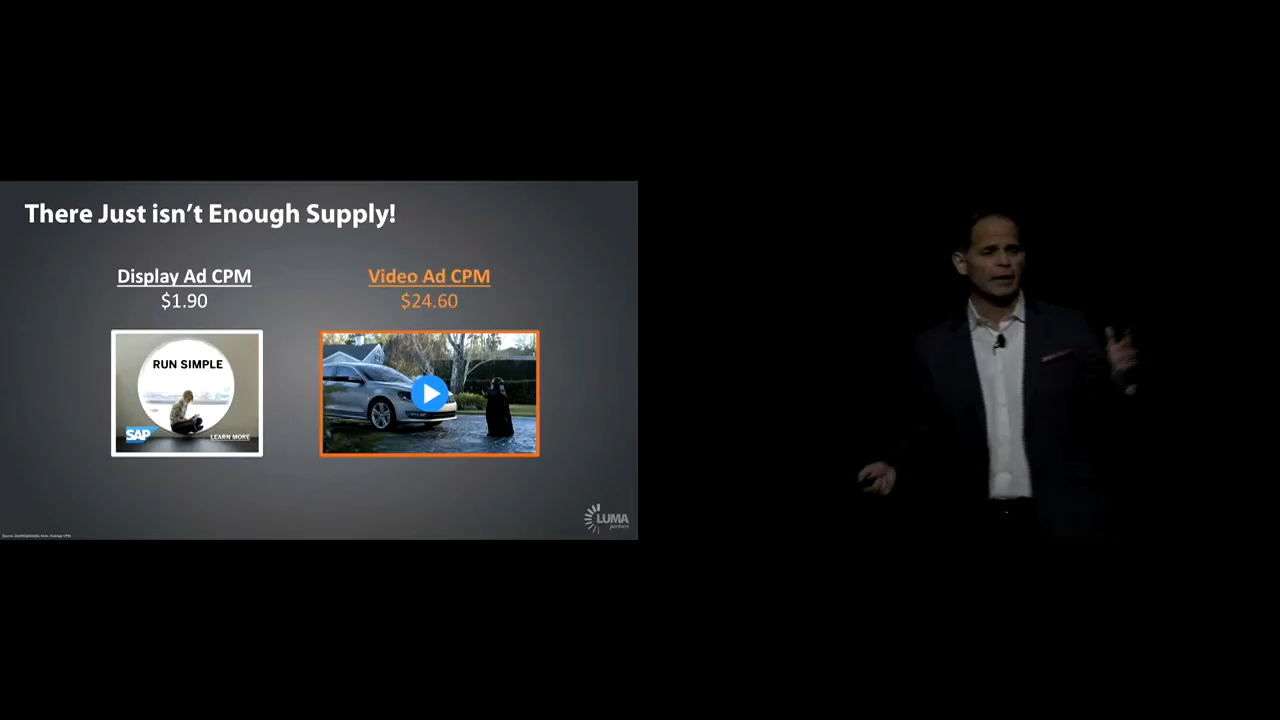 There Just isn't Enough Supply!
Display Ad CPM
$1.90
Video Ad CPM
$24.60
RUN SIMPLE
SAP
LEARN MORE
LUMA
partners